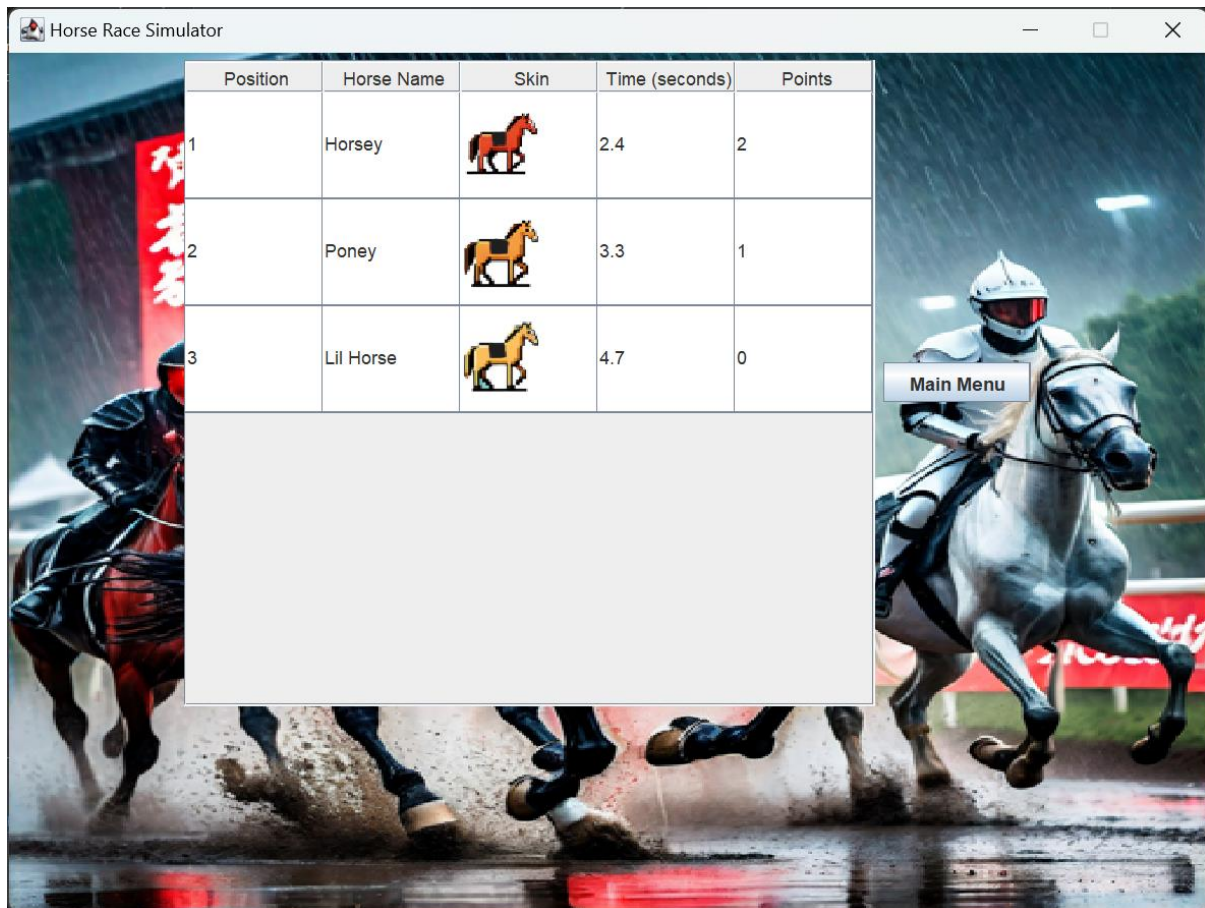 Horse Race Simulator
Position Horse Name Skin Time (seconds) Points
1 Horsey 2.4 2
2 Poney 3.3 1
3 Lil Horse 4.7 0
Main Menu